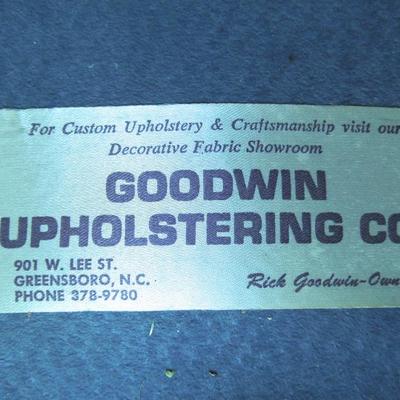 For Custom Upholstery & Craftsmanship visit our
Decorative Fabric Showroom
GOODWIN
UPHOLSTERING CO
901 W. LEE ST.
GREENSBORO, N.C.
PHONE 378-9780
Rick Goodwin-Own